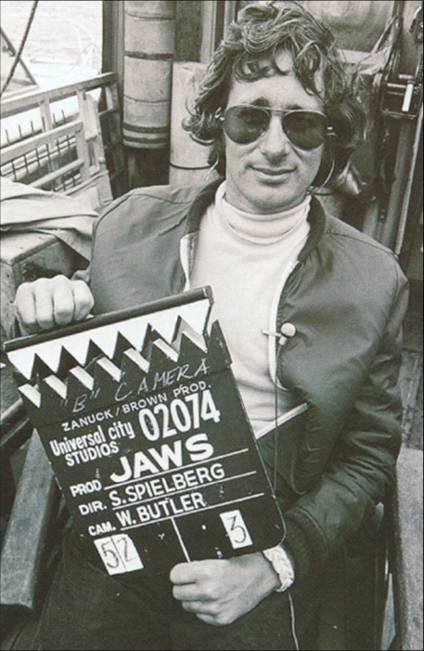 "B" CAMERA
ZANUCK/BROWN PROD.
Universal city 02074
STUDIOS
PROD JAWS
DIR. S. SPIELBERG
CAM. W. BUTLER
52 3